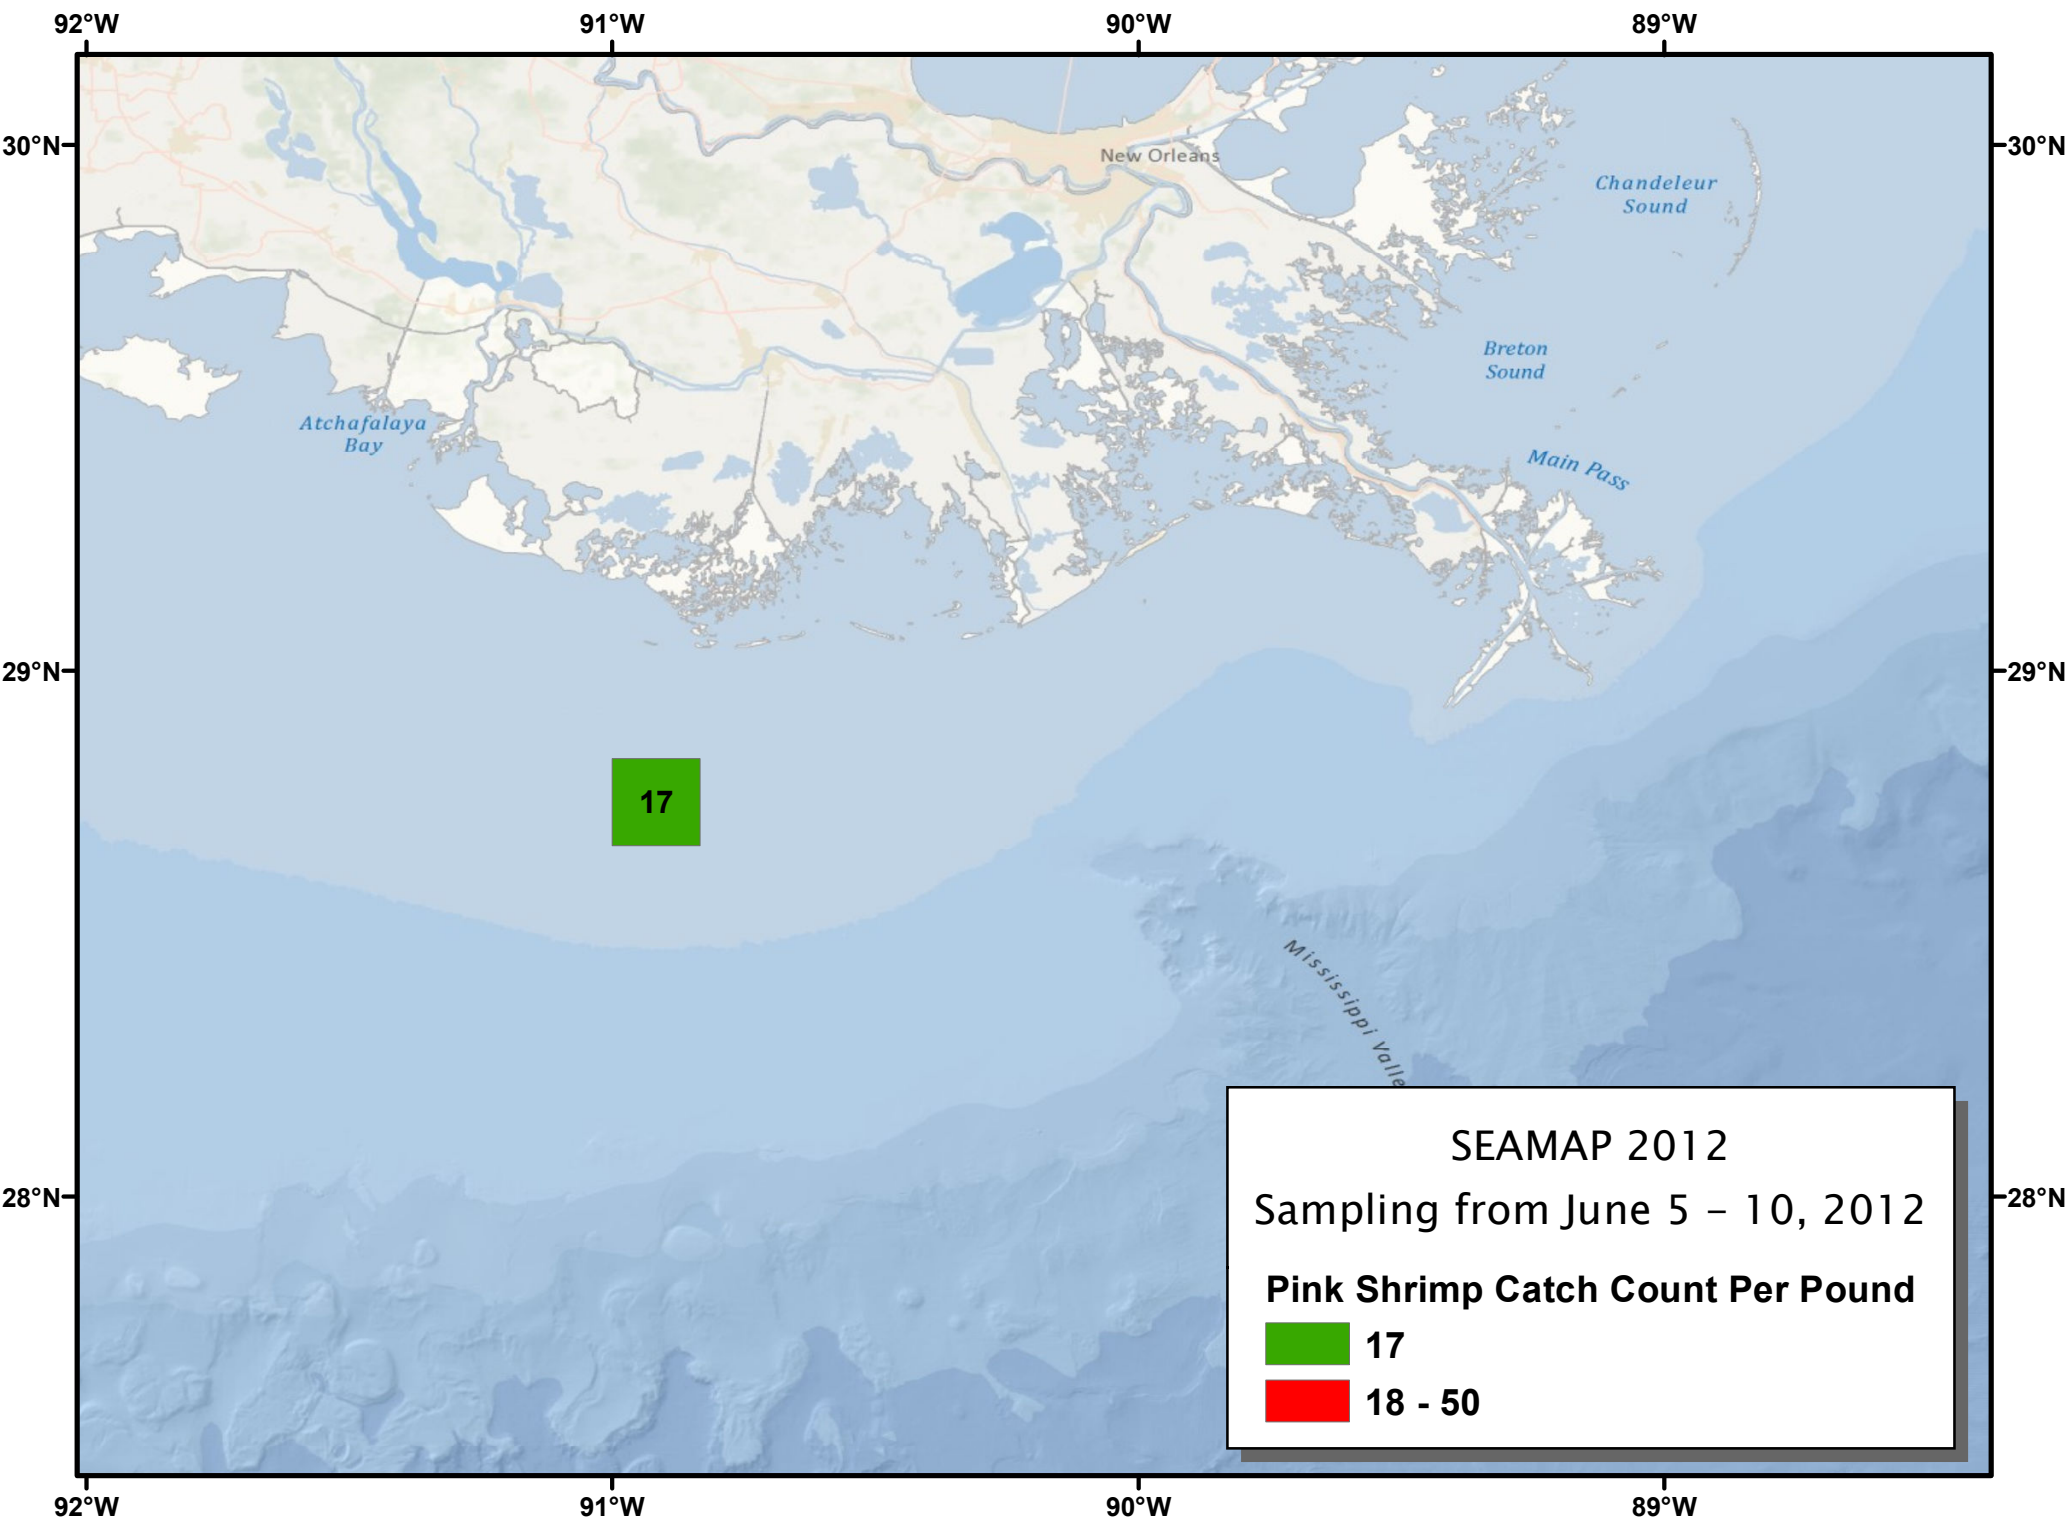 92°W
91°W
90°W
89°W
30°N
30°N
New Orleans
Chandeleur
Sound
Breton
Sound
Atchafalaya
Bay
Main Pass
29°N
29°N
17
Mississippi Valle
SEAMAP 2012
Sampling from June 5 – 10, 2012
28°N
28°N
Pink Shrimp Catch Count Per Pound
17
18 - 50
92°W
91°W
90°W
89°W